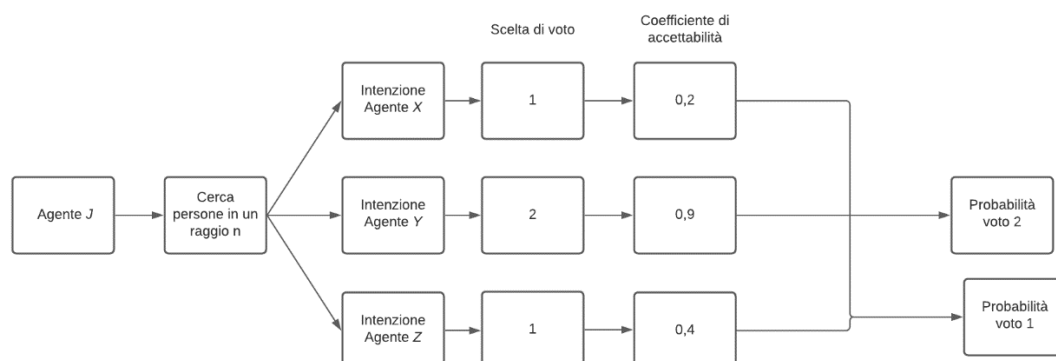 Scelta di voto
Coefficiente di
accettabilità
Intenzione
Agente X
1
0,2
Agente J
Cerca
persone in un
raggio n
Intenzione
Agente Y
2
0,9
Probabilità
voto 2
Intenzione
Agente Z
1
0,4
Probabilità
voto 1